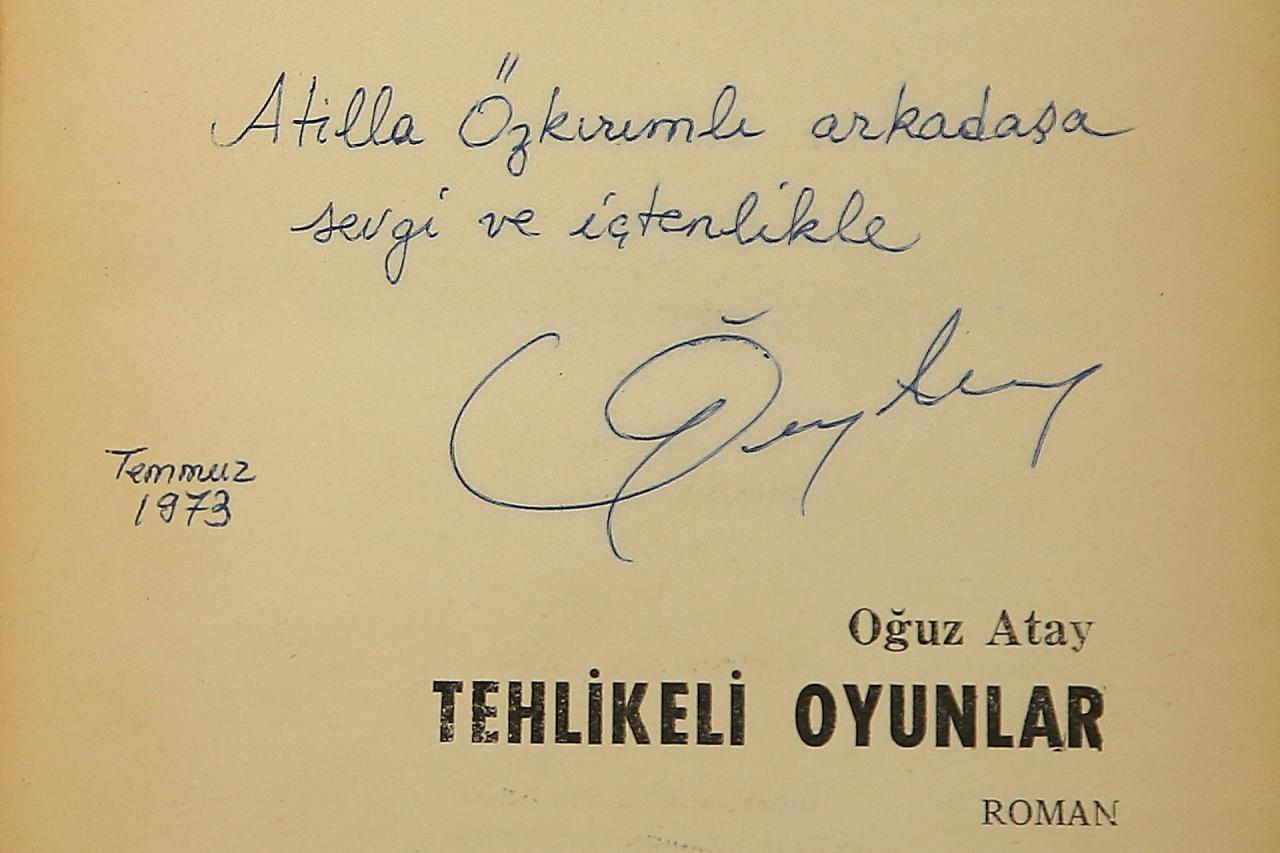 Atilla Özkırımlı arkadaşa
sevgi ve içtenlikle
Temmuz
1973
Oğuz Atay
TEHLİKELİ OYUNLAR
ROMAN